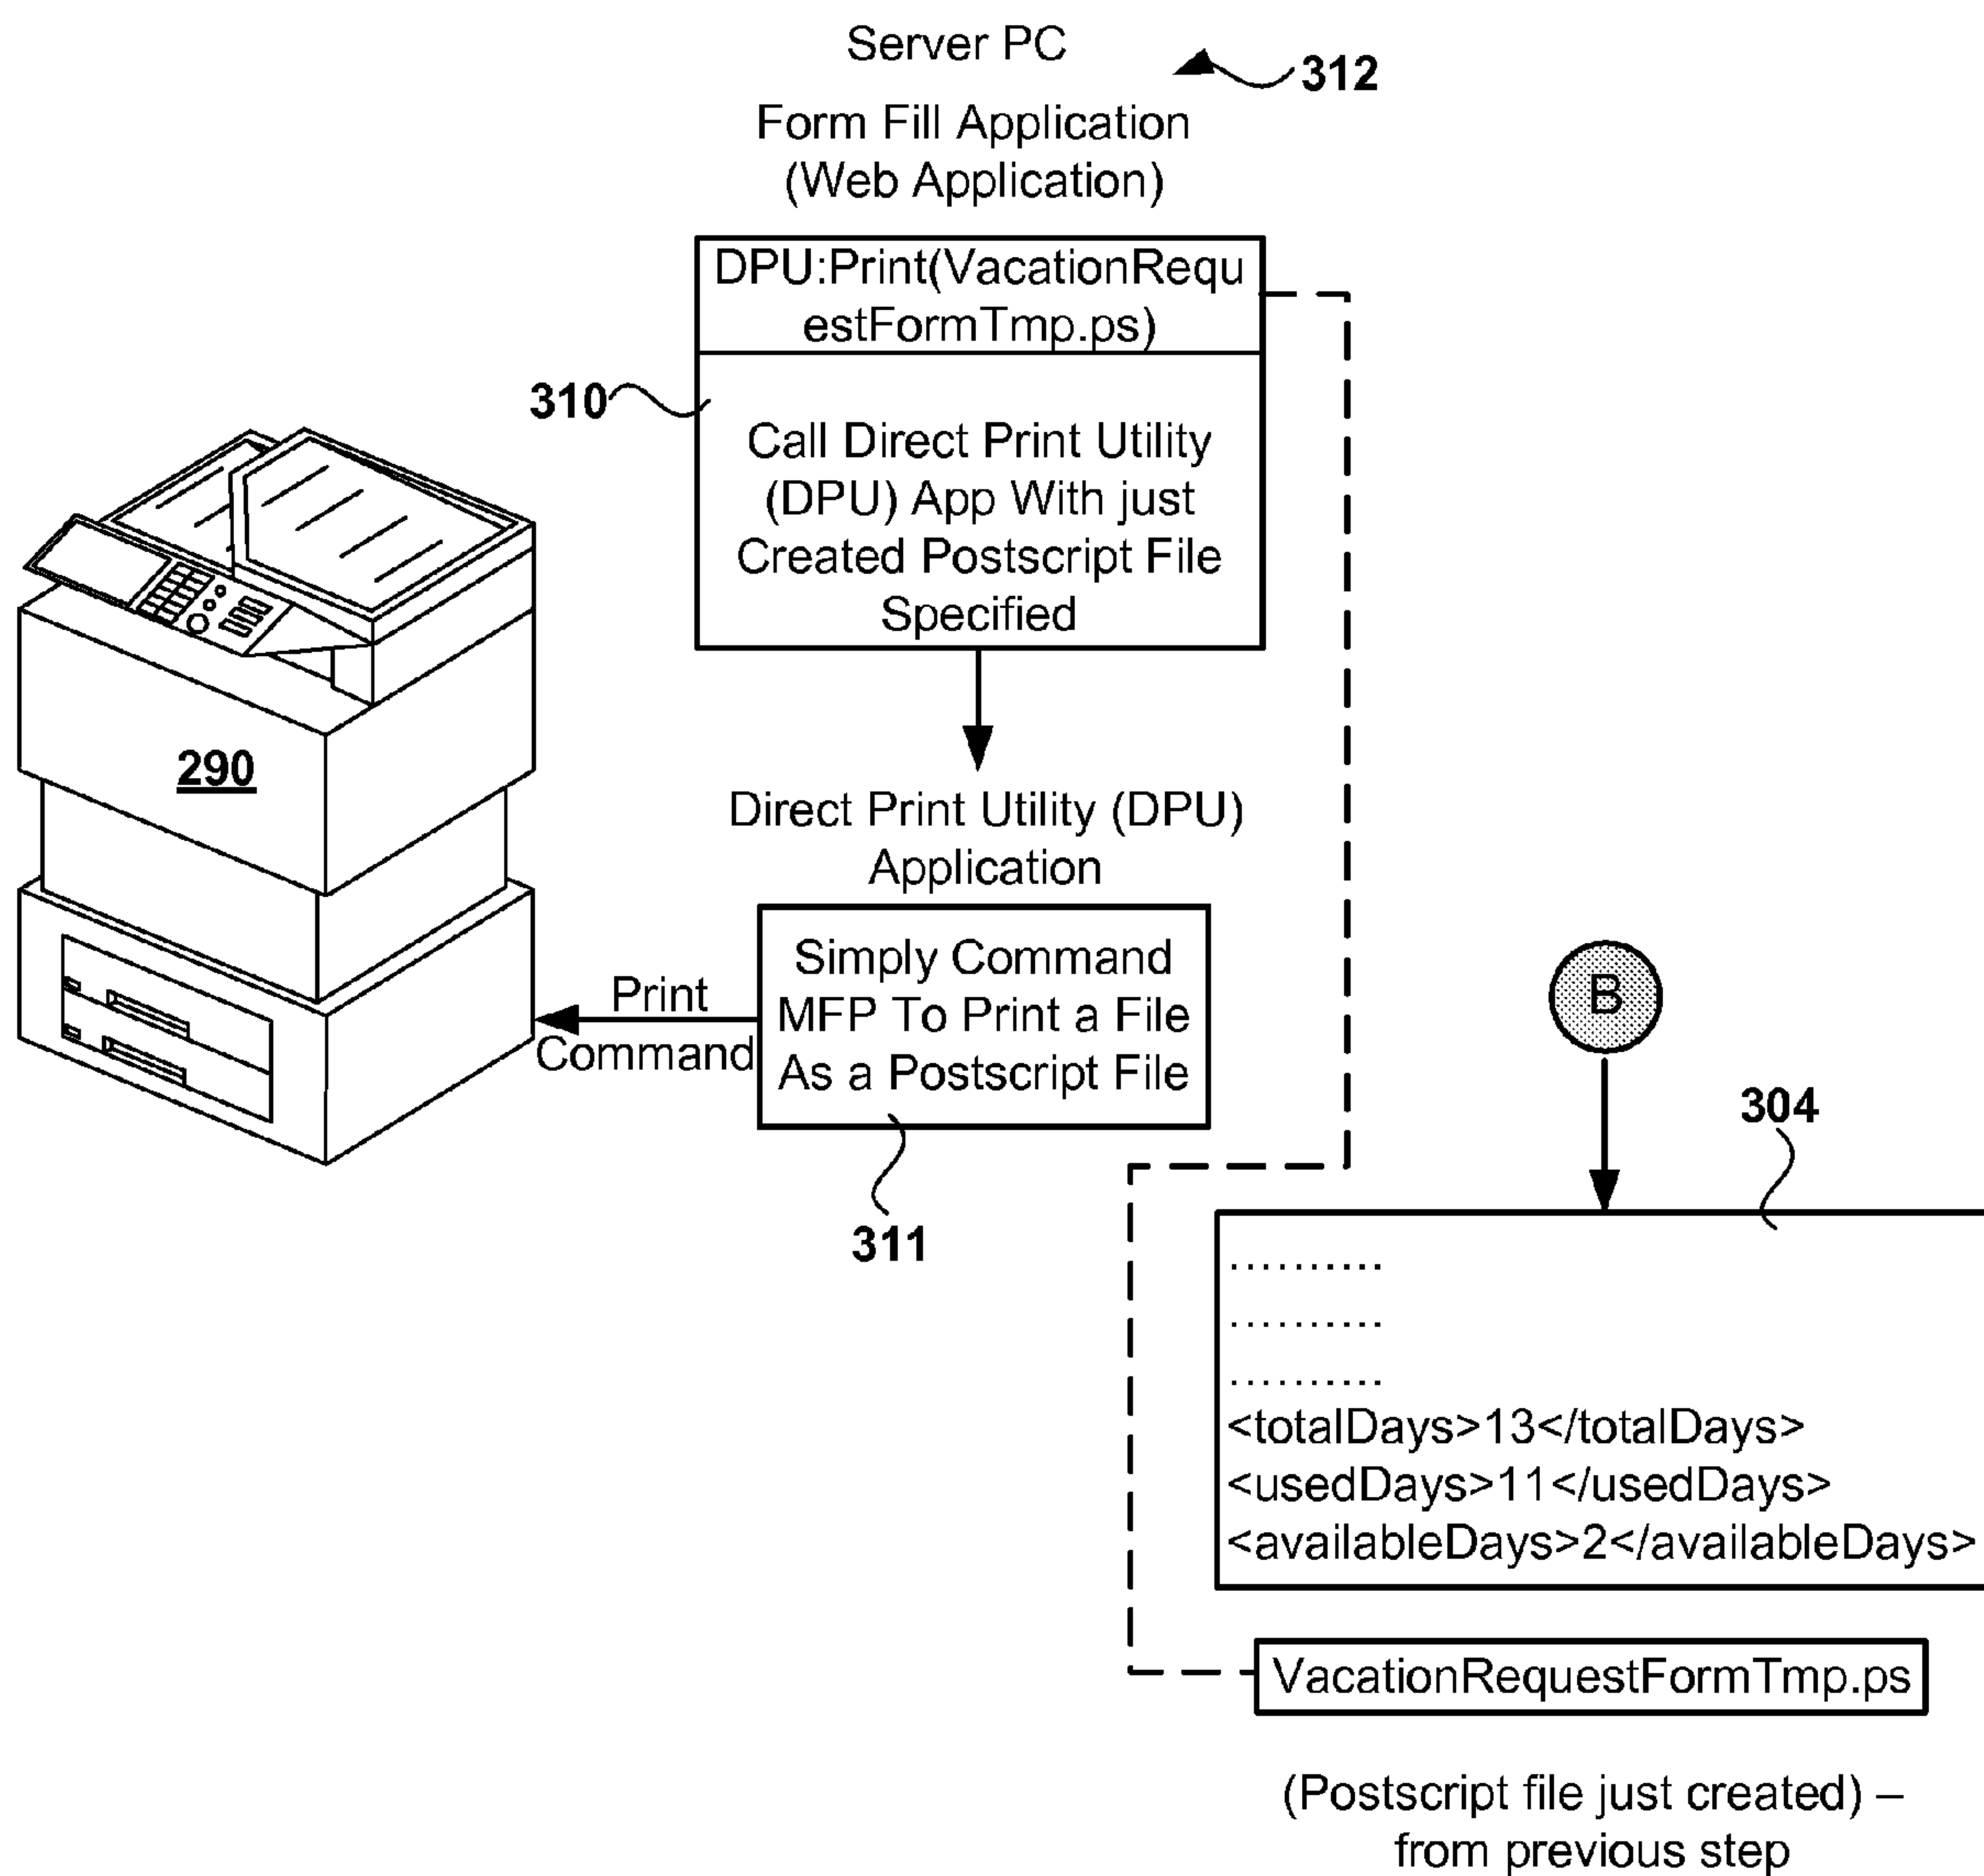 Server PC
312
Form Fill Application
(Web Application)
DPU:Print(VacationRequ
estFormTmp.ps)
310
Call Direct Print Utility
(DPU) App With just
Created Postscript File
Specified
290
Direct Print Utility (DPU)
Application
Simply Command
MFP To Print a File
As a Postscript File
Print
Command
311
B
304
..........
..........
..........
<totalDays>13</totalDays>
<usedDays>11</usedDays>
<availableDays>2</availableDays>
VacationRequestFormTmp.ps
(Postscript file just created) –
from previous step